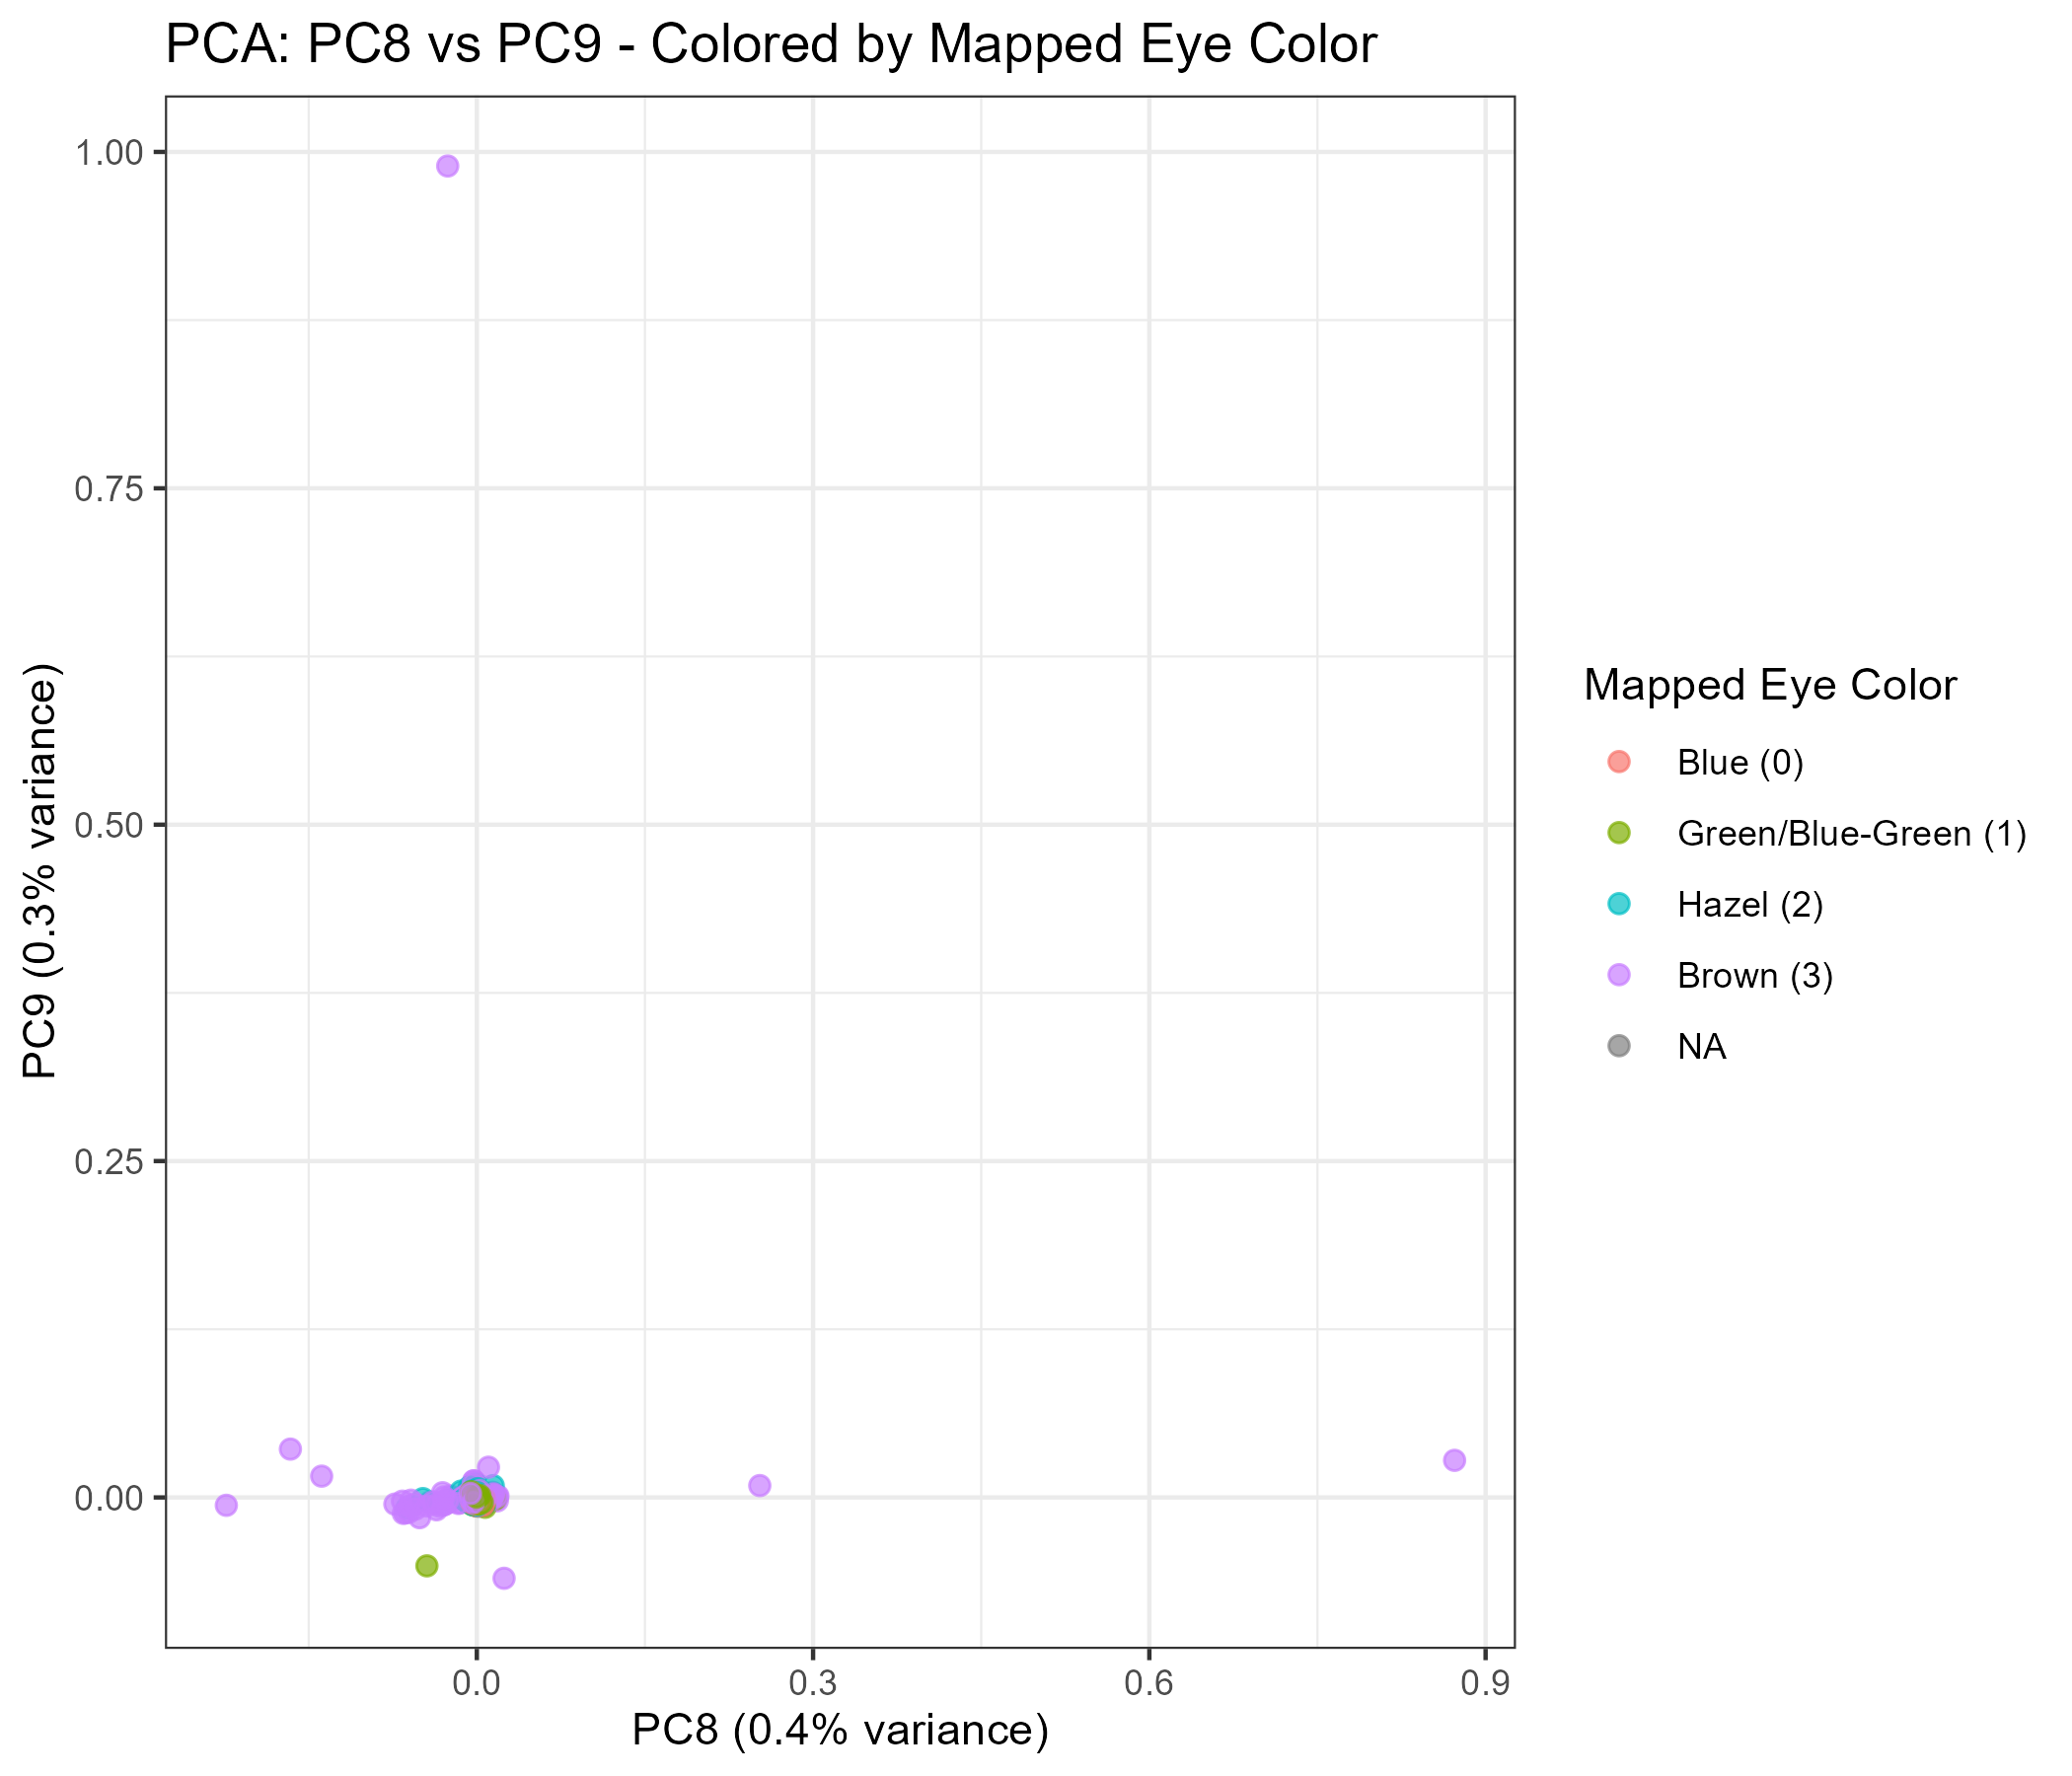 PCA: PC8 vs PC9 - Colored by Mapped Eye Color
1.00
0.75
0.50
0.25
0.00
PC9 (0.3% variance)
0.0
0.3
0.6
0.9
PC8 (0.4% variance)
Mapped Eye Color
Blue (0)
Green/Blue-Green (1)
Hazel (2)
Brown (3)
NA